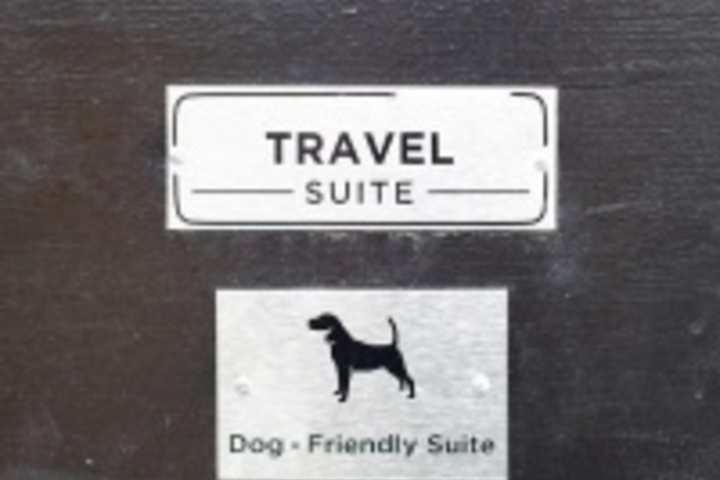 TRAVEL
SUITE
Dog - Friendly Suite